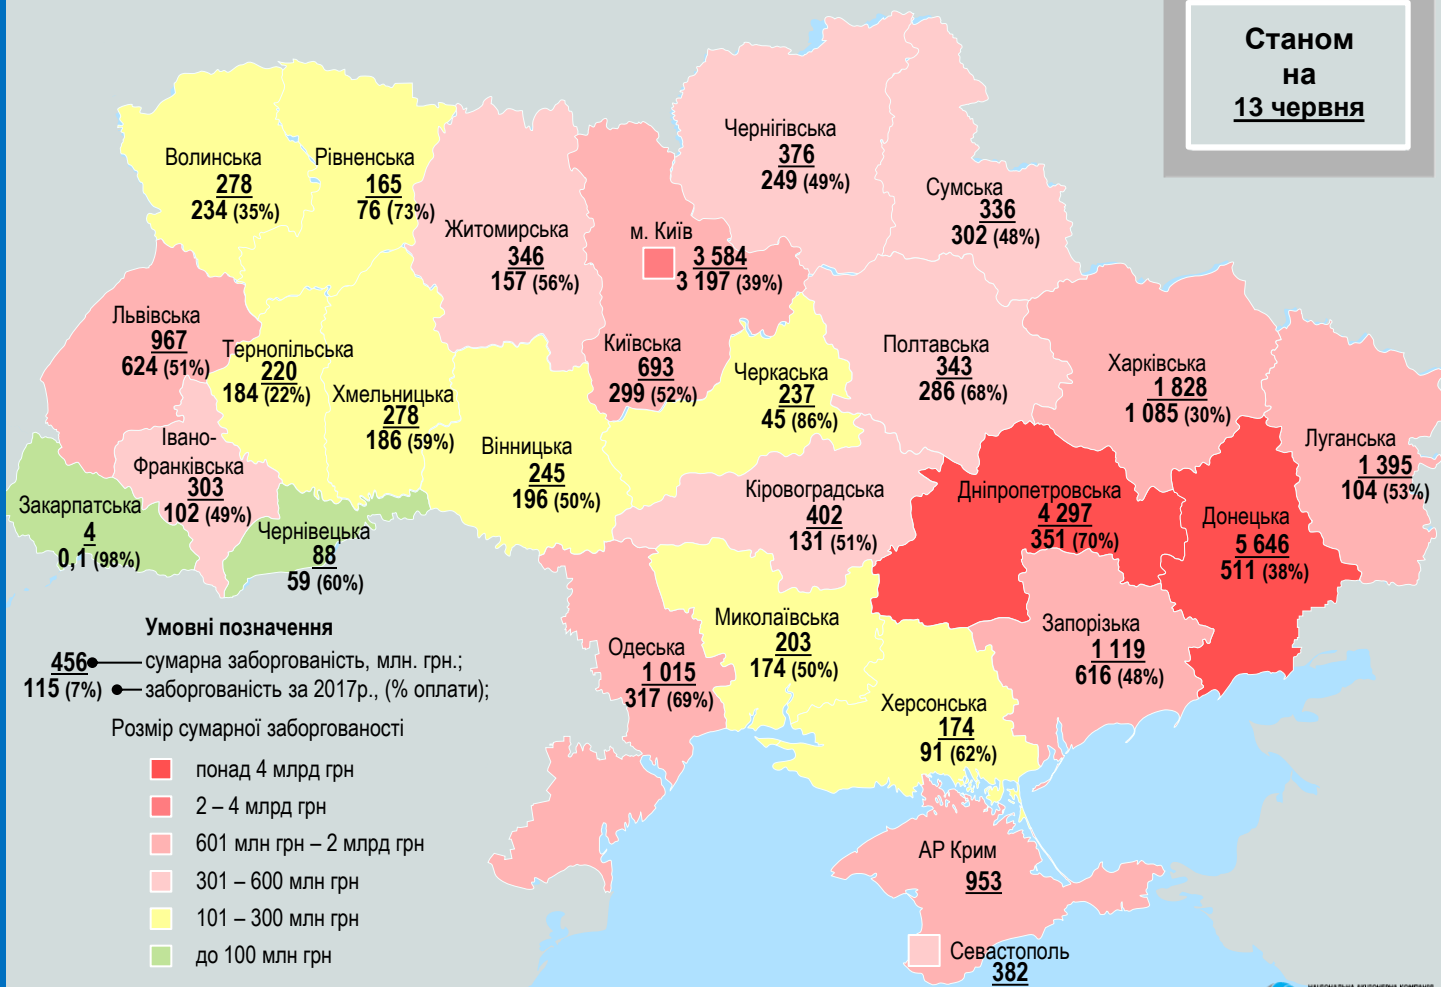 Станом
на
13 червня
Чернігівська
376
249 (49%)
Волинська
278
234 (35%)
Рівненська
165
76 (73%)
Сумська
336
302 (48%)
Житомирська
346
157 (56%)
м. Київ
3 584
3 197 (39%)
Львівська
967
624 (51%)
Тернопільська
220
184 (22%)
Київська
693
299 (52%)
Полтавська
343
286 (68%)
Харківська
1 828
1 085 (30%)
Черкаська
237
45 (86%)
Хмельницька
278
186 (59%)
Вінницька
245
196 (50%)
Івано-
Франківська
303
102 (49%)
Луганська
1 395
104 (53%)
Кіровоградська
402
131 (51%)
Дніпропетровська
4 297
351 (70%)
Донецька
5 646
511 (38%)
Закарпатська
4
0,1 (98%)
Чернівецька
88
59 (60%)
Миколаївська
203
174 (50%)
Запорізька
1 119
616 (48%)
Одеська
1 015
317 (69%)
Херсонська
174
91 (62%)
АР Крим
953
Севастополь
382
Умовні позначення
456 сумарна заборгованість, млн. грн.;
115 (7%) заборгованість за 2017р., (% оплати);
Розмір сумарної заборгованості
понад 4 млрд грн
2 – 4 млрд грн
601 млн грн – 2 млрд грн
301 – 600 млн грн
101 – 300 млн грн
до 100 млн грн